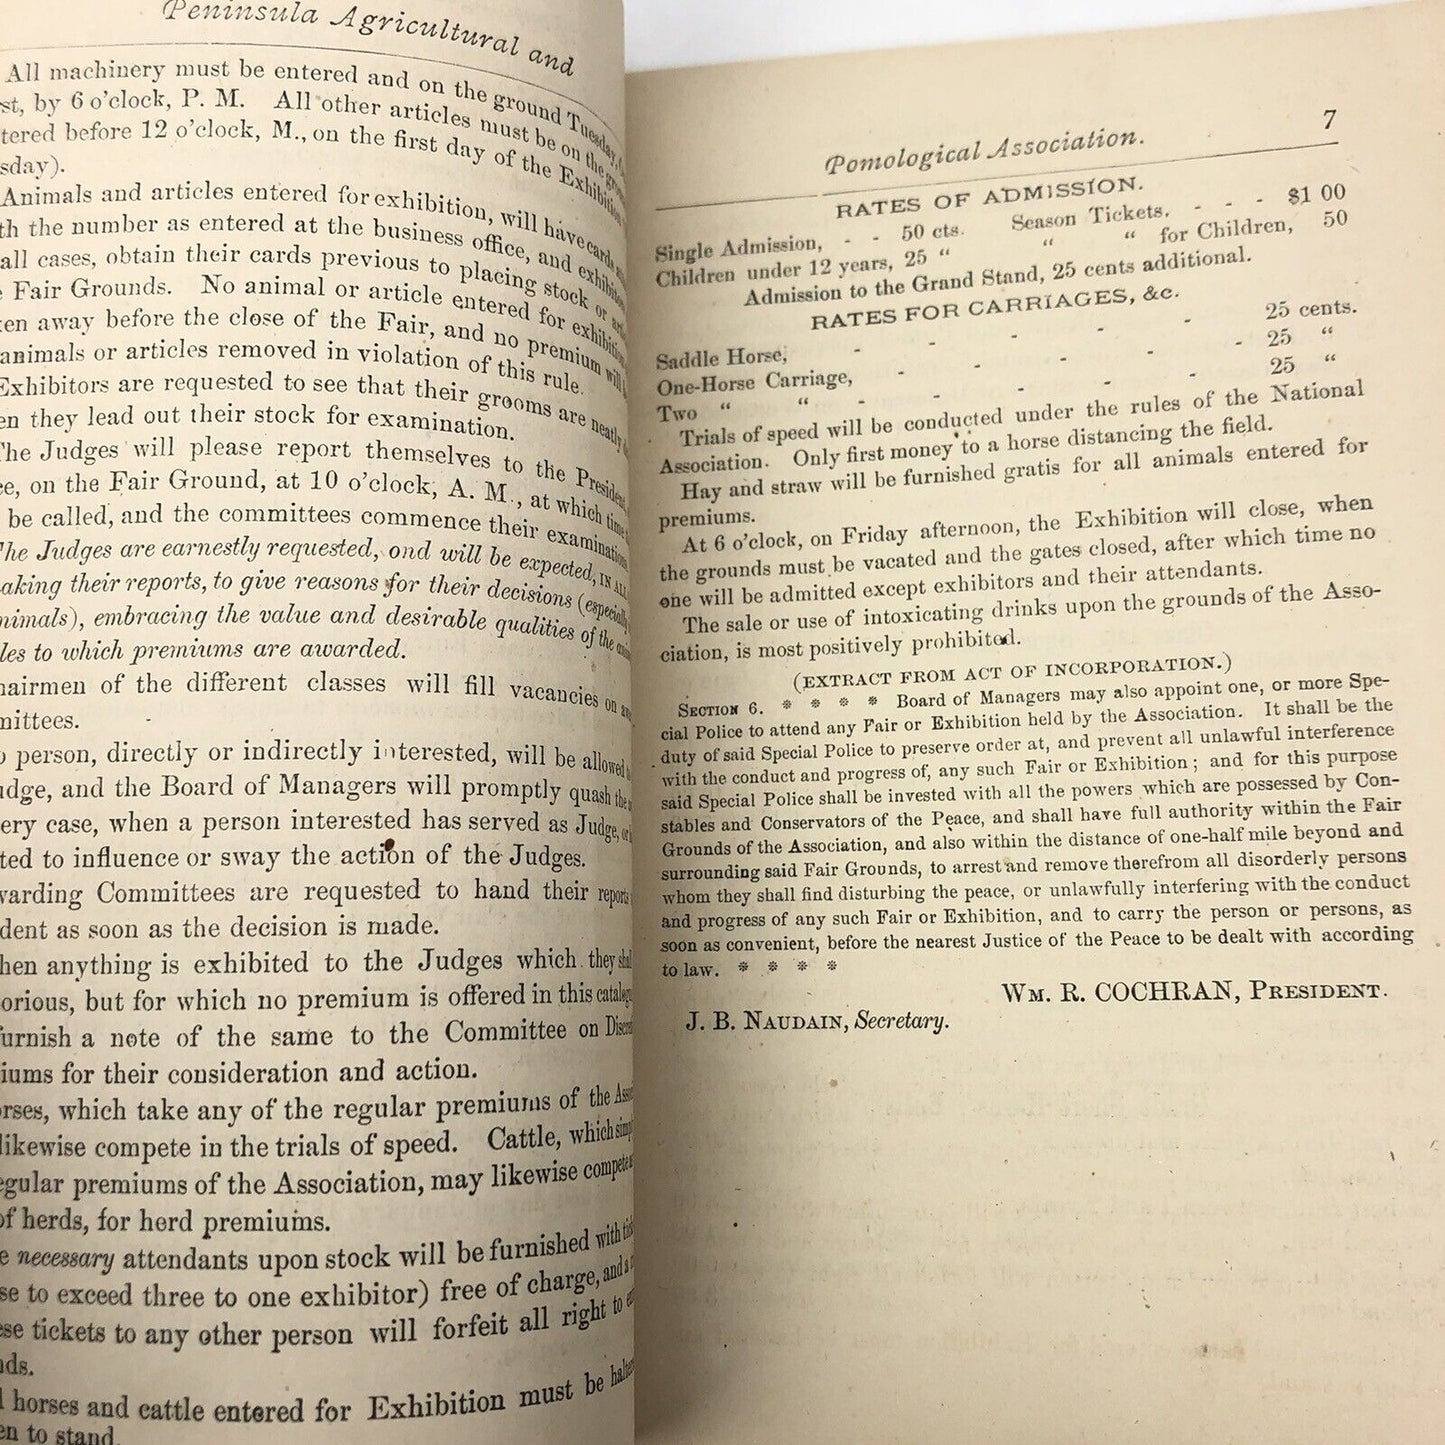 Peninsula Agricultural and
All machinery must be entered and on the ground Tuesday,
st, by 6 o'clock, P. M. All other articles must be on the
tered before 12 o'clock, M., on the first day of the Exhibition
sday).
Animals and articles entered for exhibition, will have cards
th the number as entered at the business office, and
all cases, obtain their cards previous to placing stock or
Fair Grounds. No animal or article entered for
en away before the close of the Fair, and no premium will
animals or articles removed in violation of this rule.
Exhibitors are requested to see that their grooms are neatly
en they lead out their stock for examination.
The Judges will please report themselves to the President,
ce, on the Fair Ground, at 10 o'clock, A. M., at which time
be called, and the committees commence their examinations
The Judges are earnestly requested, ond will be expected, IN ALL
aking their reports, to give reasons for their decisions (especially
nimals), embracing the value and desirable qualities of the
les to which premiums are awarded.
hairmen of the different classes will fill vacancies on
mittees.
o person, directly or indirectly interested, will be allowed
udge, and the Board of Managers will promptly quash the
ery case, when a person interested has served as Judge, or
ted to influence or sway the action of the Judges.
warding Committees are requested to hand their reports
dent as soon as the decision is made.
hen anything is exhibited to the Judges which they
orious, but for which no premium is offered in this
furnish a note of the same to the Committee on
iums for their consideration and action.
orses, which take any of the regular premiums of the
likewise compete in the trials of speed. Cattle, which
egular premiums of the Association, may likewise compete
of herds, for herd premiums.
e necessary attendants upon stock will be furnished with
se to exceed three to one exhibitor) free of charge, and a
ese tickets to any other person will forfeit all right to
nds.
l horses and cattle entered for Exhibition must be
en to stand.
7
Pomological Association.
RATES OF ADMISSION.
Single Admission, - - 50 cts. Season Tickets. - - - $1 00
Children under 12 years, 25 “ “ “ for Children, 50
Admission to the Grand Stand, 25 cents additional.
RATES FOR CARRIAGES, &c.
Saddle Horse, - - - - - 25 cents.
One-Horse Carriage, - - - - - 25 “
Two “ “ - - - - - 25 “
Trials of speed will be conducted under the rules of the National
Association. Only first money to a horse distancing the field.
Hay and straw will be furnished gratis for all animals entered for
premiums.
At 6 o'clock, on Friday afternoon, the Exhibition will close, when
the grounds must be vacated and the gates closed, after which time no
one will be admitted except exhibitors and their attendants.
The sale or use of intoxicating drinks upon the grounds of the Asso-
ciation, is most positively prohibited.
(EXTRACT FROM ACT OF INCORPORATION.)
SECTION 6. * * * * Board of Managers may also appoint one, or more Spe-
cial Police to attend any Fair or Exhibition held by the Association. It shall be the
duty of said Special Police to preserve order at, and prevent all unlawful interference
with the conduct and progress of, any such Fair or Exhibition; and for this purpose
said Special Police shall be invested with all the powers which are possessed by Con-
stables and Conservators of the Peace, and shall have full authority within the Fair
Grounds of the Association, and also within the distance of one-half mile beyond and
surrounding said Fair Grounds, to arrest and remove therefrom all disorderly persons
whom they shall find disturbing the peace, or unlawfully interfering with the conduct
and progress of any such Fair or Exhibition, and to carry the person or persons, as
soon as convenient, before the nearest Justice of the Peace to be dealt with according
to law. * * * *
WM. R. COCHRAN, PRESIDENT.
J. B. NAUDAIN, Secretary.